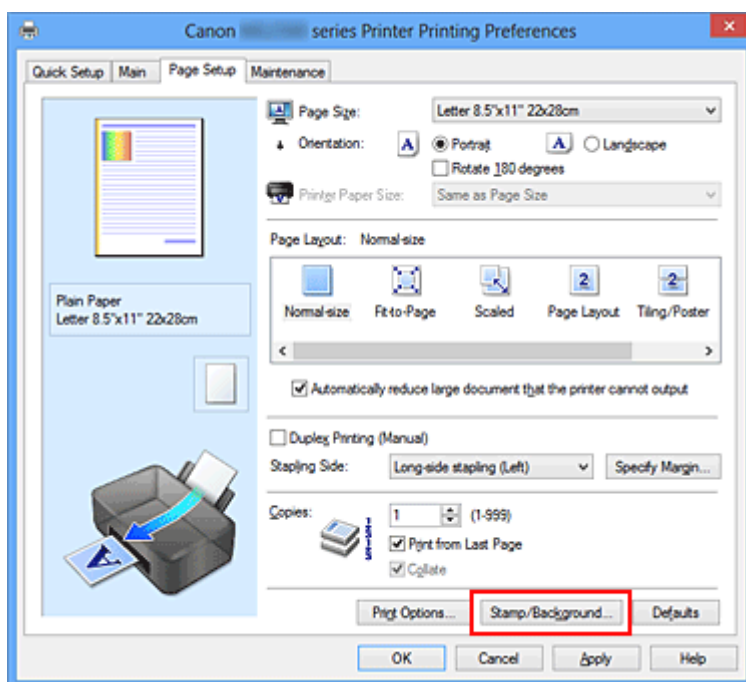 Canon series Printer Printing Preferences
Quick Setup Main Page Setup Maintenance
Page Size: Letter 8.5"x11" 22x28cm
Orientation: A Portrait A Landscape
Rotate 180 degrees
Printer Paper Size: Same as Page Size
Page Layout: Normal-size
2 2
Normal-size Fit-to-Page Scaled Page Layout Tiling/Poster
Plain Paper
Letter 8.5"x11" 22x28cm
Automatically reduce large document that the printer cannot output
Duplex Printing (Manual)
Stapling Side: Long-side stapling (Left) Specify Margin...
Copies: 1 (1-999)
Print from Last Page
Collate
A
Print Options... Stamp/Background... Defaults
OK Cancel Apply Help